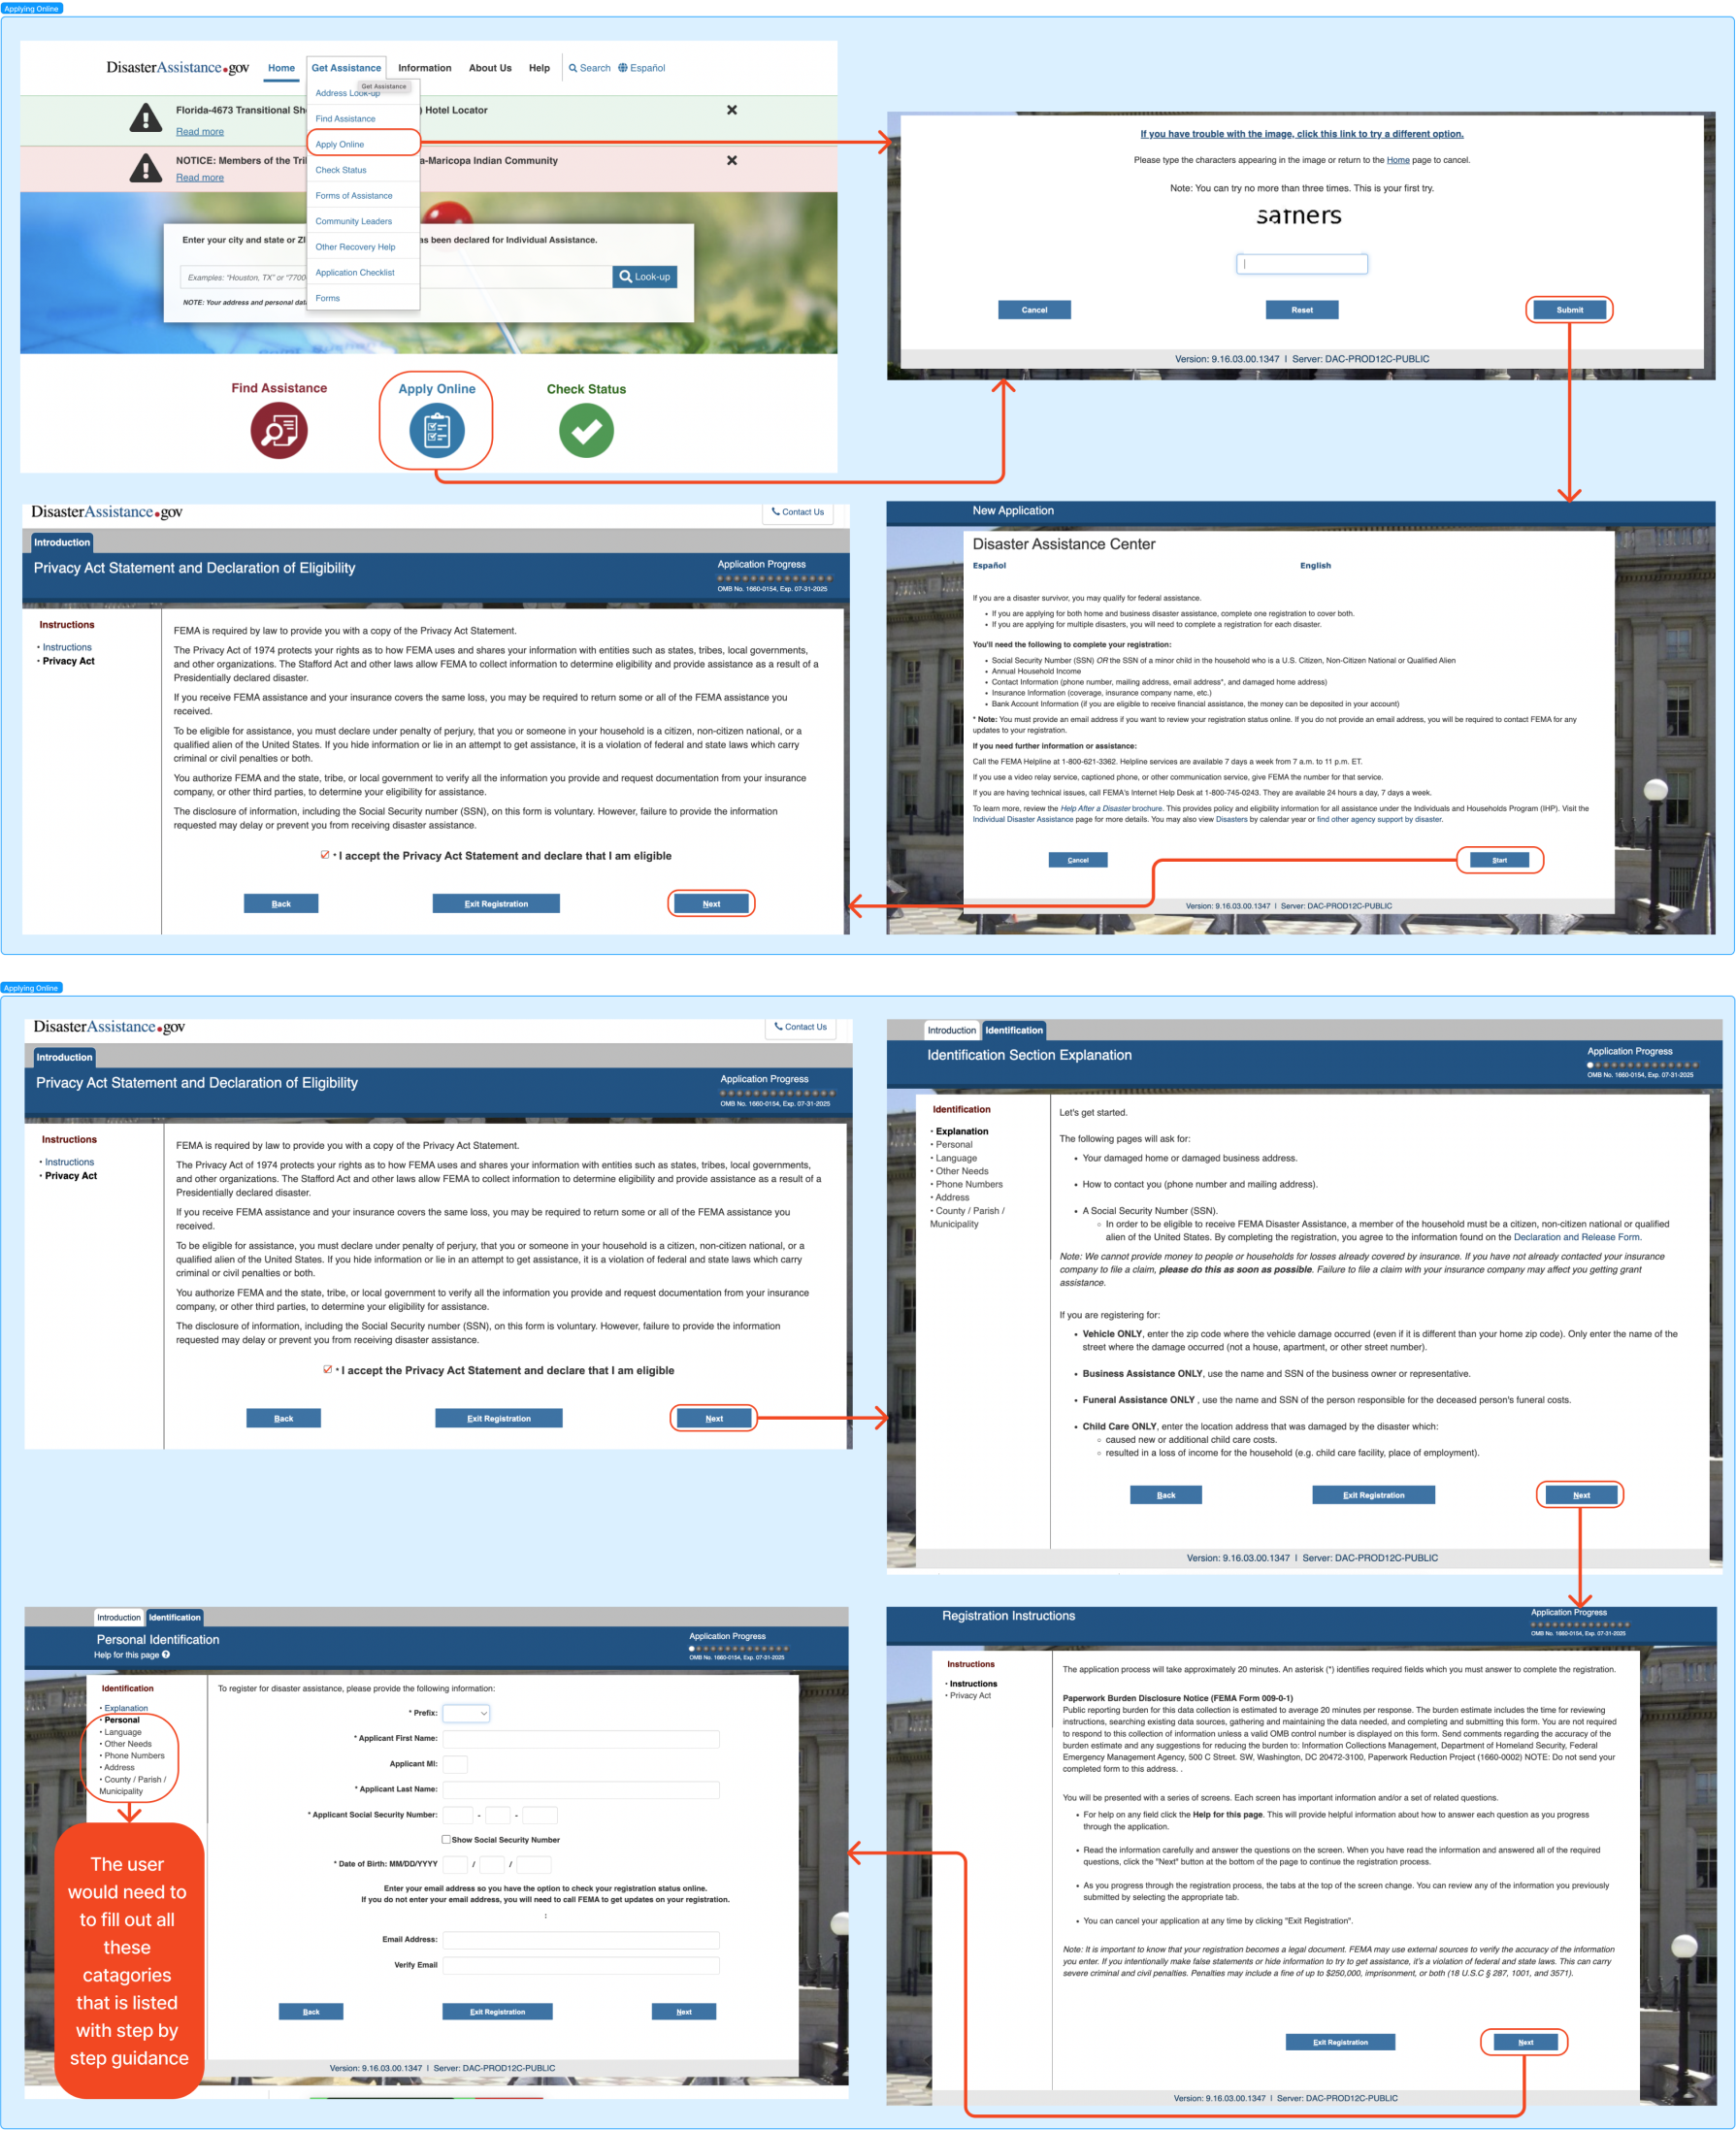 Applying Online
DisasterAssistance.gov Home Get Assistance Information About Us Help Search Español
Get Assistance
Address Look-up
Find Assistance
Apply Online
Check Status
Forms of Assistance
Community Leaders
Other Recovery Help
Application Checklist
Forms
Florida-4673 Transitional Sh ) Hotel Locator
Read more
NOTICE: Members of the Tri a-Maricopa Indian Community
Read more
Enter your city and state or ZI as been declared for Individual Assistance.
Examples: "Houston, TX" or "7700 Look-up
NOTE: Your address and personal dat
Find Assistance Apply Online Check Status
If you have trouble with the image, click this link to try a different option.
Please type the characters appearing in the image or return to the Home page to cancel.
Note: You can try no more than three times. This is your first try.
Cancel Reset Submit
Version: 9.16.03.00.1347 | Server: DAC-PROD12C-PUBLIC
New Application
Disaster Assistance Center
Español English
If you are a disaster survivor, you may qualify for federal assistance.
• If you are applying for both home and business disaster assistance, complete one registration to cover both.
• If you are applying for multiple disasters, you will need to complete a registration for each disaster.
You'll need the following to complete your registration:
• Social Security Number (SSN) OR the SSN of a minor child in the household who is a U.S. Citizen, Non-Citizen National or Qualified Alien
• Annual Household Income
• Contact Information (phone number, mailing address, email address*, and damaged home address)
• Insurance Information (coverage, insurance company name, etc.)
• Bank Account Information (if you are eligible to receive financial assistance, the money can be deposited in your account)
* Note: You must provide an email address if you want to review your registration status online. If you do not provide an email address, you will be required to contact FEMA for any
updates to your registration.
If you need further information or assistance:
Call the FEMA Helpline at 1-800-621-3362. Helpline services are available 7 days a week from 7 a.m. to 11 p.m. ET.
If you use a video relay service, captioned phone, or other communication service, give FEMA the number for that service.
If you are having technical issues, call FEMA's Internet Help Desk at 1-800-745-0243. They are available 24 hours a day, 7 days a week.
To learn more, review the Help After a Disaster brochure. This provides policy and eligibility information for all assistance under the Individuals and Households Program (IHP). Visit the
Individual Disaster Assistance page for more details. You may also view Disasters by calendar year or find other agency support by disaster.
Cancel Start
Version: 9.16.03.00.1347 | Server: DAC-PROD12C-PUBLIC
DisasterAssistance.gov Contact Us
Introduction
Privacy Act Statement and Declaration of Eligibility
Application Progress
OMB No. 1660-0154, Exp. 07-31-2025
Instructions
• Instructions
• Privacy Act
FEMA is required by law to provide you with a copy of the Privacy Act Statement.
The Privacy Act of 1974 protects your rights as to how FEMA uses and shares your information with entities such as states, tribes, local governments,
and other organizations. The Stafford Act and other laws allow FEMA to collect information to determine eligibility and provide assistance as a result of a
Presidentially declared disaster.
If you receive FEMA assistance and your insurance covers the same loss, you may be required to return some or all of the FEMA assistance you
received.
To be eligible for assistance, you must declare under penalty of perjury, that you or someone in your household is a citizen, non-citizen national, or a
qualified alien of the United States. If you hide information or lie in an attempt to get assistance, it is a violation of federal and state laws which carry
criminal or civil penalties or both.
You authorize FEMA and the state, tribe, or local government to verify all the information you provide and request documentation from your insurance
company, or other third parties, to determine your eligibility for assistance.
The disclosure of information, including the Social Security number (SSN), on this form is voluntary. However, failure to provide the information
requested may delay or prevent you from receiving disaster assistance.
* I accept the Privacy Act Statement and declare that I am eligible
Back Exit Registration Next
Applying Online
DisasterAssistance.gov Contact Us
Introduction
Privacy Act Statement and Declaration of Eligibility
Application Progress
OMB No. 1660-0154, Exp. 07-31-2025
Instructions
• Instructions
• Privacy Act
FEMA is required by law to provide you with a copy of the Privacy Act Statement.
The Privacy Act of 1974 protects your rights as to how FEMA uses and shares your information with entities such as states, tribes, local governments,
and other organizations. The Stafford Act and other laws allow FEMA to collect information to determine eligibility and provide assistance as a result of a
Presidentially declared disaster.
If you receive FEMA assistance and your insurance covers the same loss, you may be required to return some or all of the FEMA assistance you
received.
To be eligible for assistance, you must declare under penalty of perjury, that you or someone in your household is a citizen, non-citizen national, or a
qualified alien of the United States. If you hide information or lie in an attempt to get assistance, it is a violation of federal and state laws which carry
criminal or civil penalties or both.
You authorize FEMA and the state, tribe, or local government to verify all the information you provide and request documentation from your insurance
company, or other third parties, to determine your eligibility for assistance.
The disclosure of information, including the Social Security number (SSN), on this form is voluntary. However, failure to provide the information
requested may delay or prevent you from receiving disaster assistance.
* I accept the Privacy Act Statement and declare that I am eligible
Back Exit Registration Next
Introduction Identification
Identification Section Explanation
Application Progress
OMB No. 1660-0154, Exp. 07-31-2025
Identification
• Explanation
• Personal
• Language
• Other Needs
• Phone Numbers
• Address
• County / Parish /
Municipality
Let's get started.
The following pages will ask for:
• Your damaged home or damaged business address.
• How to contact you (phone number and mailing address).
• A Social Security Number (SSN).
○ In order to be eligible to receive FEMA Disaster Assistance, a member of the household must be a citizen, non-citizen national or qualified
alien of the United States. By completing the registration, you agree to the information found on the Declaration and Release Form.
Note: We cannot provide money to people or households for losses already covered by insurance. If you have not already contacted your insurance
company to file a claim, please do this as soon as possible. Failure to file a claim with your insurance company may affect you getting grant
assistance.
If you are registering for:
• Vehicle ONLY, enter the zip code where the vehicle damage occurred (even if it is different than your home zip code). Only enter the name of the
street where the damage occurred (not a house, apartment, or other street number).
• Business Assistance ONLY, use the name and SSN of the business owner or representative.
• Funeral Assistance ONLY , use the name and SSN of the person responsible for the deceased person's funeral costs.
• Child Care ONLY, enter the location address that was damaged by the disaster which:
○ caused new or additional child care costs.
○ resulted in a loss of income for the household (e.g. child care facility, place of employment).
Back Exit Registration Next
Version: 9.16.03.00.1347 | Server: DAC-PROD12C-PUBLIC
Registration Instructions
Application Progress
OMB No. 1660-0154, Exp. 07-31-2025
Instructions
• Instructions
• Privacy Act
The application process will take approximately 20 minutes. An asterisk (*) identifies required fields which you must answer to complete the registration.
Paperwork Burden Disclosure Notice (FEMA Form 009-0-1)
Public reporting burden for this data collection is estimated to average 20 minutes per response. The burden estimate includes the time for reviewing
instructions, searching existing data sources, gathering and maintaining the data needed, and completing and submitting this form. You are not required
to respond to this collection of information unless a valid OMB control number is displayed on this form. Send comments regarding the accuracy of the
burden estimate and any suggestions for reducing the burden to: Information Collections Management, Department of Homeland Security, Federal
Emergency Management Agency, 500 C Street. SW, Washington, DC 20472-3100, Paperwork Reduction Project (1660-0002) NOTE: Do not send your
completed form to this address. .
You will be presented with a series of screens. Each screen has important information and/or a set of related questions.
• For help on any field click the Help for this page. This will provide helpful information about how to answer each question as you progress
through the application.
• Read the information carefully and answer the questions on the screen. When you have read the information and answered all of the required
questions, click the "Next" button at the bottom of the page to continue the registration process.
• As you progress through the registration process, the tabs at the top of the screen change. You can review any of the information you previously
submitted by selecting the appropriate tab.
• You can cancel your application at any time by clicking "Exit Registration".
Note: It is important to know that your registration becomes a legal document. FEMA may use external sources to verify the accuracy of the information
you enter. If you intentionally make false statements or hide information to try to get assistance, it's a violation of federal and state laws. This can carry
severe criminal and civil penalties. Penalties may include a fine of up to $250,000, imprisonment, or both (18 U.S.C § 287, 1001, and 3571).
Exit Registration Next
Version: 9.16.03.00.1347 | Server: DAC-PROD12C-PUBLIC
Introduction Identification
Personal Identification
Help for this page
Application Progress
OMB No. 1660-0154, Exp. 07-31-2025
Identification
• Explanation
• Personal
• Language
• Other Needs
• Phone Numbers
• Address
• County / Parish /
Municipality
To register for disaster assistance, please provide the following information:
* Prefix:
* Applicant First Name:
Applicant MI:
* Applicant Last Name:
* Applicant Social Security Number: - -
Show Social Security Number
* Date of Birth: MM/DD/YYYY / /
Enter your email address so you have the option to check your registration status online.
If you do not enter your email address, you will need to call FEMA to get updates on your registration.
:
Email Address:
Verify Email
Back Exit Registration Next
Version: 9.16.03.00.1347 | Server: DAC-PROD12C-PUBLIC
The user
would need to
to fill out all
these
catagories
that is listed
with step by
step guidance